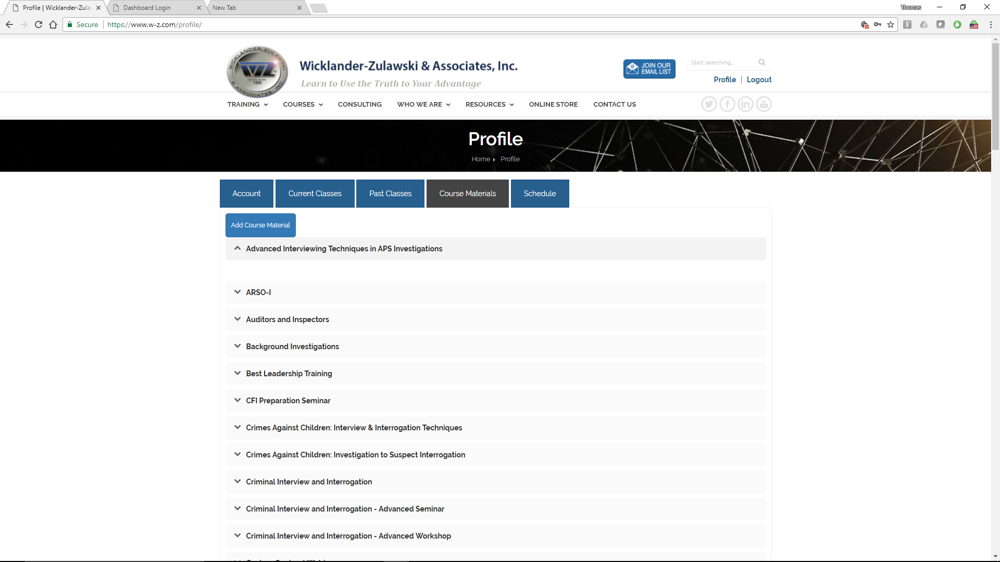 Profile | Wicklander-Zula
Dashboard Login
New Tab
Thomas
Secure
https://www.w-z.com/profile/
WICKLANDER-ZULAWSKI
WZ
ESTABLISHED
1982
& ASSOCIATES, INC
Wicklander-Zulawski & Associates, Inc.
Learn to Use the Truth to Your Advantage
JOIN OUR
EMAIL LIST
Start searching...
Profile | Logout
TRAINING COURSES CONSULTING WHO WE ARE RESOURCES ONLINE STORE CONTACT US
Profile
Home Profile
Account Current Classes Past Classes Course Materials Schedule
Add Course Material
Advanced Interviewing Techniques in APS Investigations
ARSO-I
Auditors and Inspectors
Background Investigations
Best Leadership Training
CFI Preparation Seminar
Crimes Against Children: Interview & Interrogation Techniques
Crimes Against Children: Investigation to Suspect Interrogation
Criminal Interview and Interrogation
Criminal Interview and Interrogation - Advanced Seminar
Criminal Interview and Interrogation - Advanced Workshop